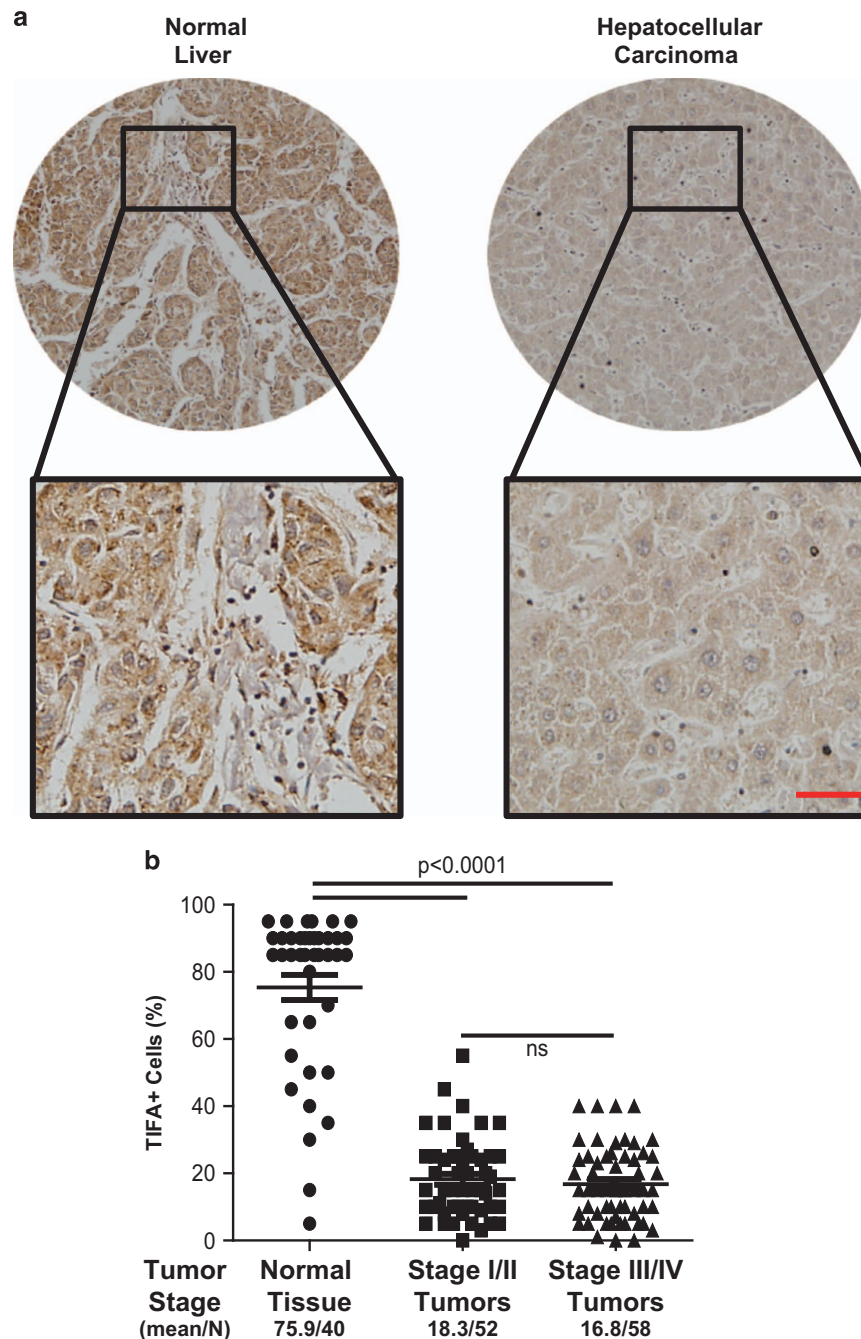 a
Normal
Liver
Hepatocellular
Carcinoma
b
p<0.0001
ns
TIFA+ Cells (%)
100
80
60
40
20
0
Tumor
Stage
(mean/N)
Normal
Tissue
75.9/40
Stage I/II
Tumors
18.3/52
Stage III/IV
Tumors
16.8/58